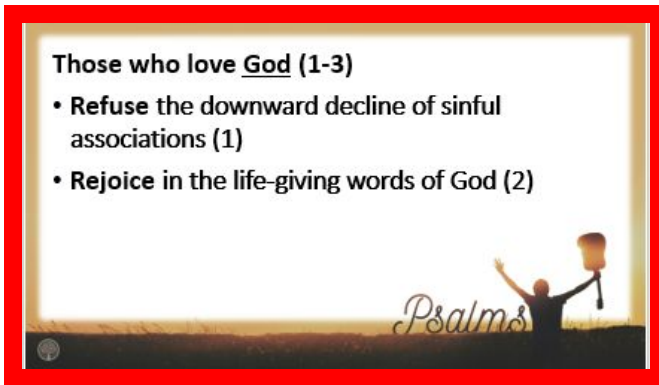 Those who love God (1-3)
• Refuse the downward decline of sinful
associations (1)
• Rejoice in the life-giving words of God (2)
Psalms